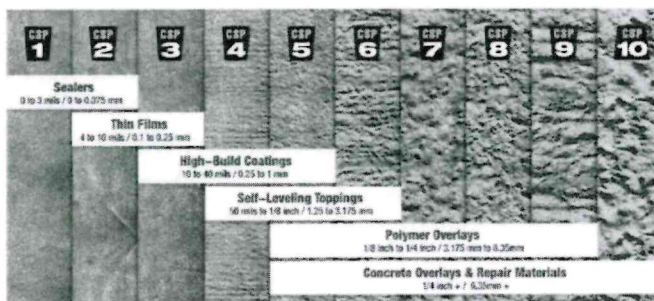 CSP 1 CSP 2 CSP 3 CSP 4 CSP 5 CSP 6 CSP 7 CSP 8 CSP 9 CSP 10
Sealers
0 to 3 mils / 0 to 0.075 mm
Thin Films
4 to 10 mils / 0.1 to 0.25 mm
High-Build Coatings
10 to 40 mils / 0.25 to 1 mm
Self-Leveling Toppings
50 mils to 1/8 inch / 1.25 to 3.175 mm
Polymer Overlays
1/8 inch to 1/4 inch / 3.175 mm to 6.35mm
Concrete Overlays & Repair Materials
1/4 inch + / 6.35mm +